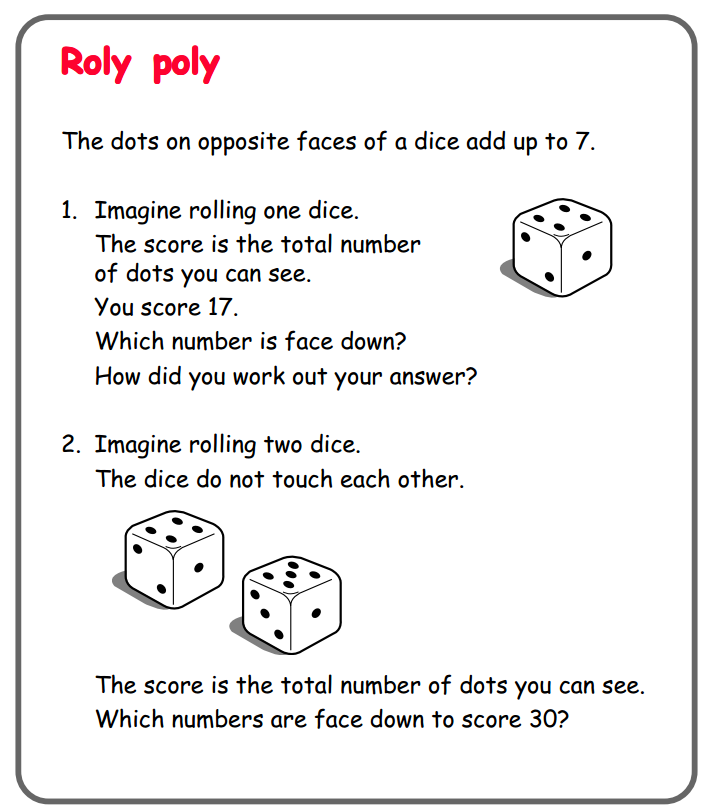 Roly poly
The dots on opposite faces of a dice add up to 7.
1. Imagine rolling one dice.
The score is the total number
of dots you can see.
You score 17.
Which number is face down?
How did you work out your answer?
2. Imagine rolling two dice.
The dice do not touch each other.
The score is the total number of dots you can see.
Which numbers are face down to score 30?